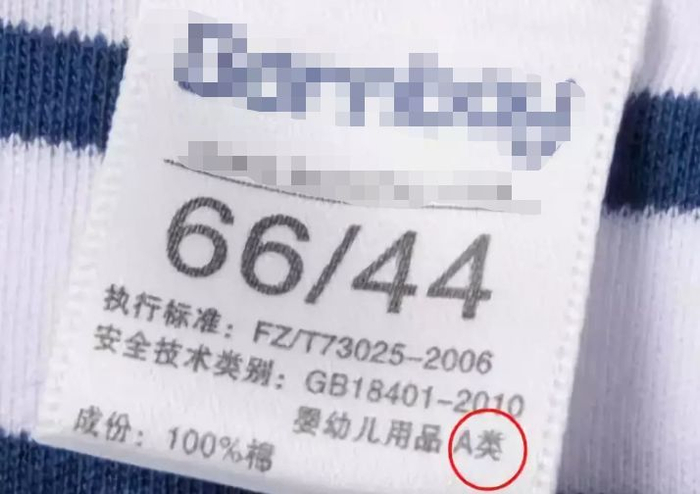 66/44
执行标准：FZ/T73025-2006
安全技术类别：GB18401-2010
婴幼儿用品 A类
成份：100%棉